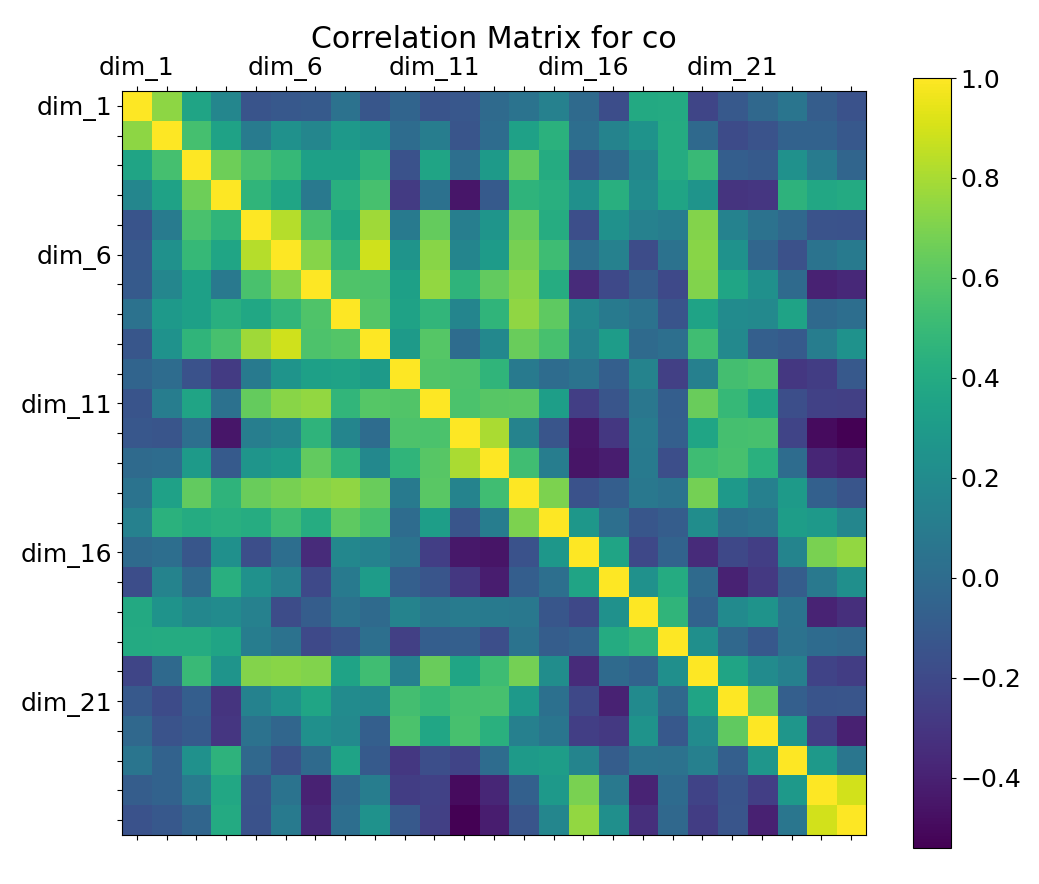 Correlation Matrix for co
dim_1 dim_6 dim_11 dim_16 dim_21
dim_1
dim_6
dim_11
dim_16
dim_21
1.0
0.8
0.6
0.4
0.2
0.0
−0.2
−0.4